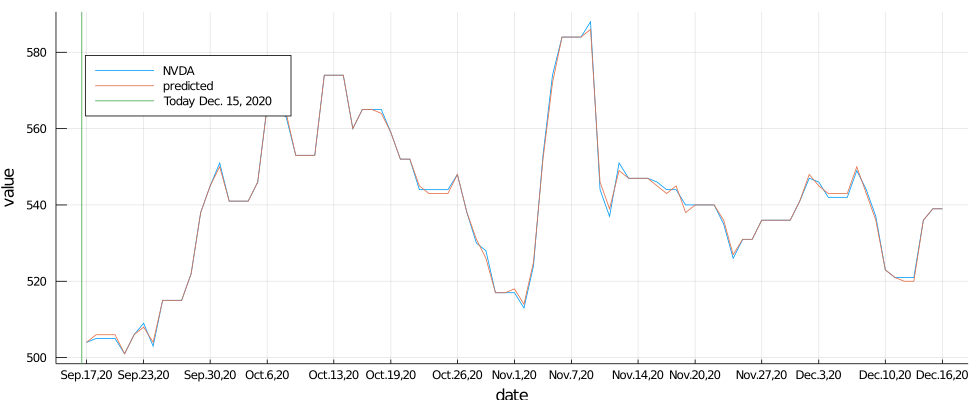 580
560
540
520
500
value
NVDA
predicted
Today Dec. 15, 2020
Sep.17,20 Sep.23,20 Sep.30,20 Oct.6,20 Oct.13,20 Oct.19,20 Oct.26,20 Nov.1,20 Nov.7,20 Nov.14,20 Nov.20,20 Nov.27,20 Dec.3,20 Dec.10,20 Dec.16,20
date